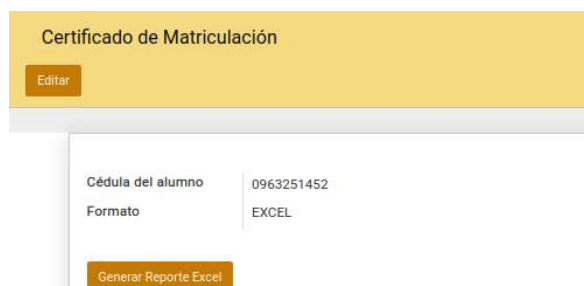 Certificado de Matriculación
Editar
Cédula del alumno 0963251452
Formato EXCEL
Generar Reporte Excel